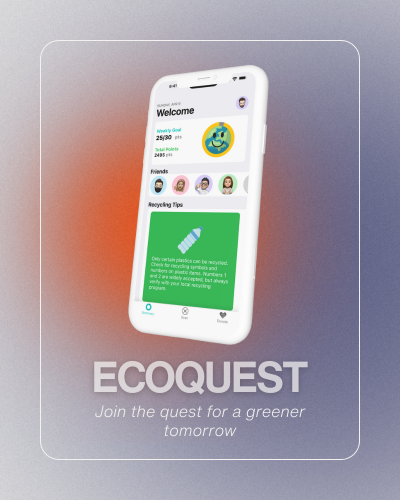 9:41
Welcome
Weekly Goal
25/30 pts
Total Points
2495 pts
Friends
Recycling Tips
Only certain plastics can be recycled.
Check for recycling symbols and
numbers on plastic items. Numbers 1
and 2 are widely accepted, but always
verify with your local recycling
program.
ECOQUEST
Join the quest for a greener
tomorrow